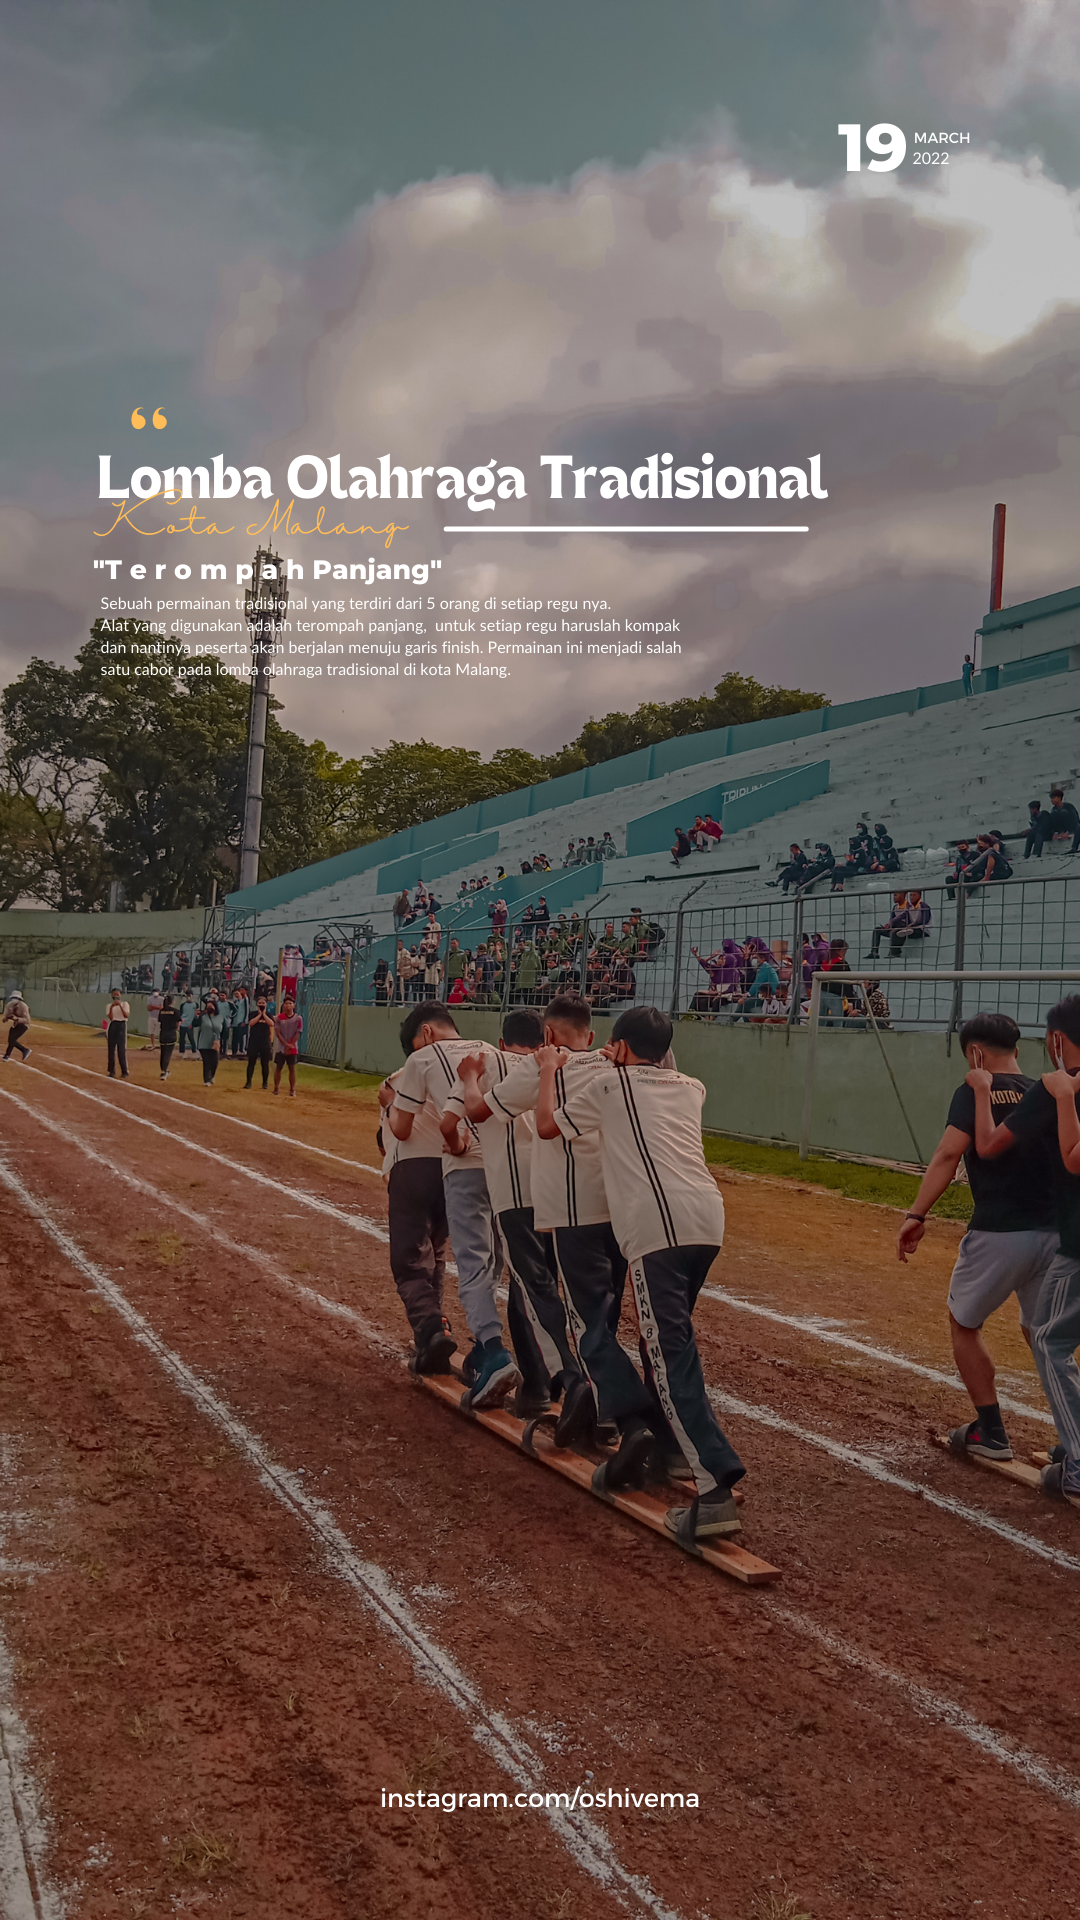 19 MARCH
2022
“
Lomba Olahraga Tradisional
Kota Malang
"T e r o m p a h Panjang"
Sebuah permainan tradisional yang terdiri dari 5 orang di setiap regu nya.
Alat yang digunakan adalah terompah panjang,  untuk setiap regu haruslah kompak
dan nantinya peserta akan berjalan menuju garis finish. Permainan ini menjadi salah
satu cabor pada lomba olahraga tradisional di kota Malang.
TRIBUN
KOTA
SMKN 8 MALANG
instagram.com/oshivema